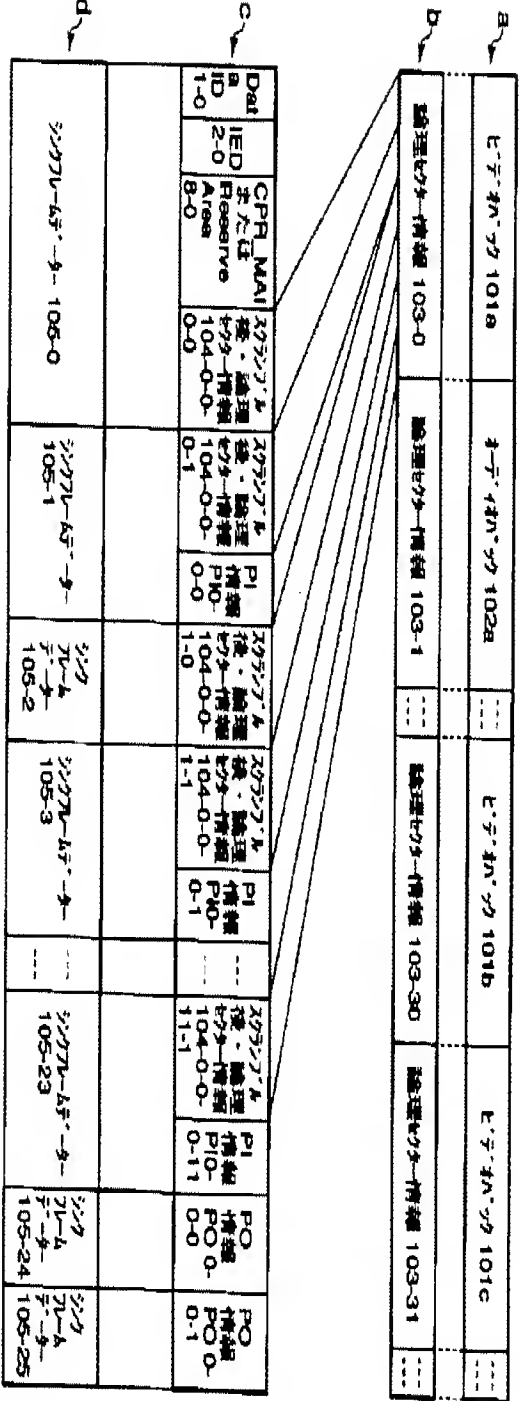 a
ビデオパック 101a
オーディオパック 102a
---
ビデオパック 101b
ビデオパック 101c
---
b
論理セクター情報 103-0
論理セクター情報 103-1
---
論理セクター情報 103-30
論理セクター情報 103-31
---
c
Dat
a
ID
1-0
IED
2-0
CPR_MAI
または
Reserve
Area
8-0
スクランブル
後・論理
セクター情報
104-0-0-
0-0
スクランブル
後・論理
セクター情報
104-0-0-
0-1
PI
情報
PI0-
0-0
スクランブル
後・論理
セクター情報
104-0-0-
1-0
スクランブル
後・論理
セクター情報
104-0-0-
1-1
PI
情報
PI0-
0-1
---
スクランブル
後・論理
セクター情報
104-0-0-
11-1
PI
情報
PI0-
0-11
PO
情報
PO 0-
0-0
PO
情報
PO 0-
0-1
d
シンクフレームデーター 105-0
シンクフレームデーター
105-1
シンク
フレーム
データー
105-2
シンクフレームデーター
105-3
---
シンクフレームデーター
105-23
シンク
フレーム
データー
105-24
シンク
フレーム
データー
105-25